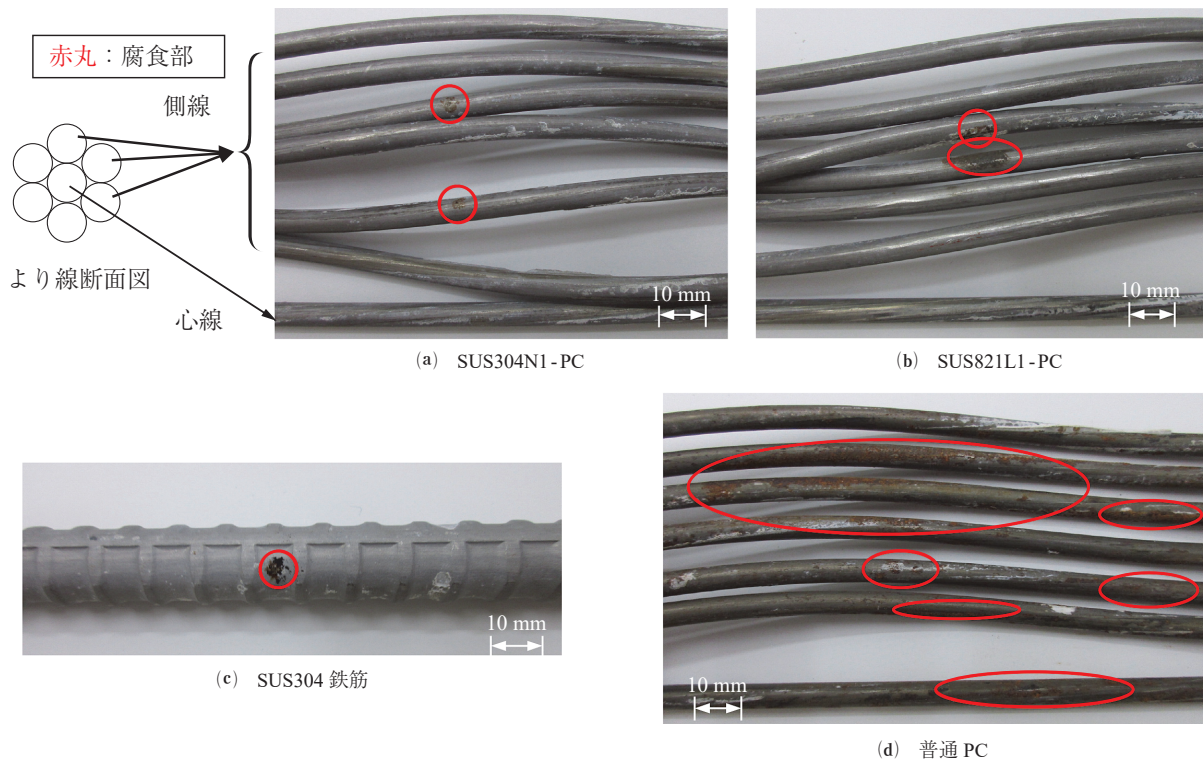 赤丸：腐食部
側線
より線断面図
心線
10 mm
(a) SUS304N1-PC
10 mm
(b) SUS821L1-PC
10 mm
(c) SUS304 鉄筋
10 mm
(d) 普通 PC